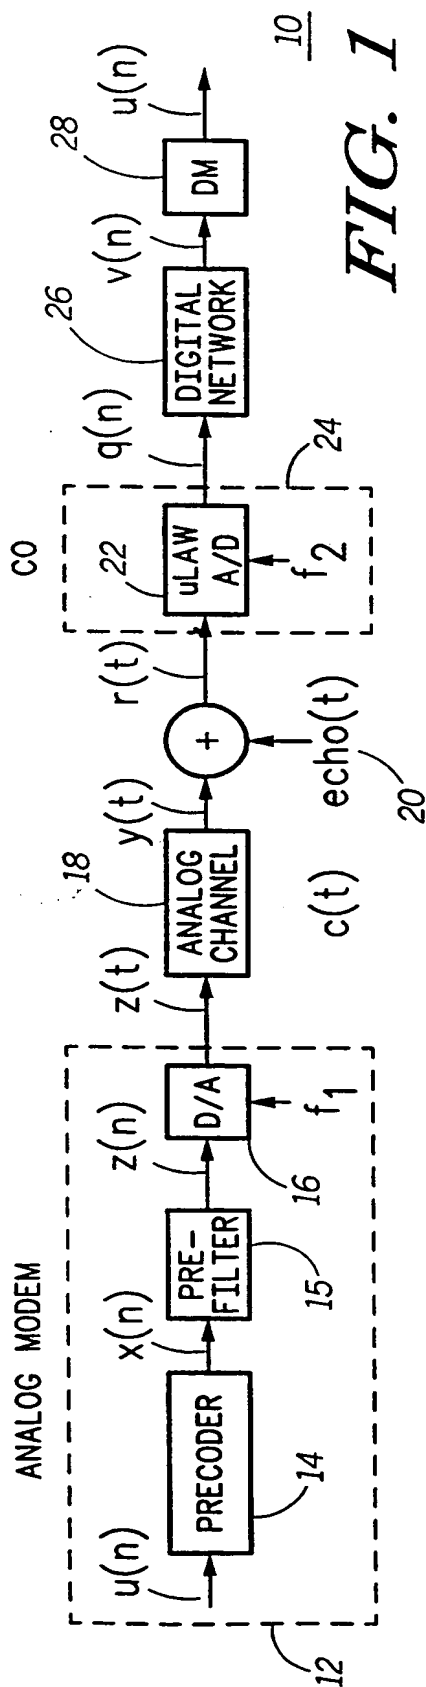 ANALOG MODEM
CO
u(n)
x(n)
z(n)
z(t)
18
y(t)
r(t)
22
q(n)
26
v(n)
28
u(n)
PRECODER
PRE-
FILTER
D/A
ANALOG
CHANNEL
+
uLAW
A/D
DIGITAL
NETWORK
DM
12
14
15
16
f1
c(t)
echo(t)
20
f2
24
10
FIG. 1